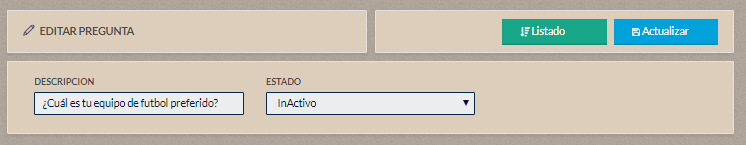 EDITAR PREGUNTA
Listado
Actualizar
DESCRIPCION
ESTADO
¿Cuál es tu equipo de futbol preferido?
InActivo